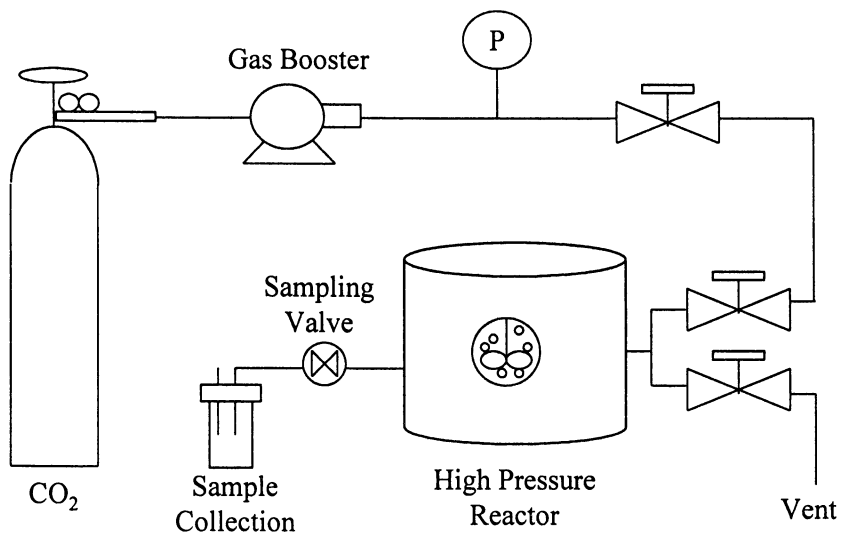 P
Gas Booster
Sampling
Valve
CO₂
Sample
Collection
High Pressure
Reactor
Vent